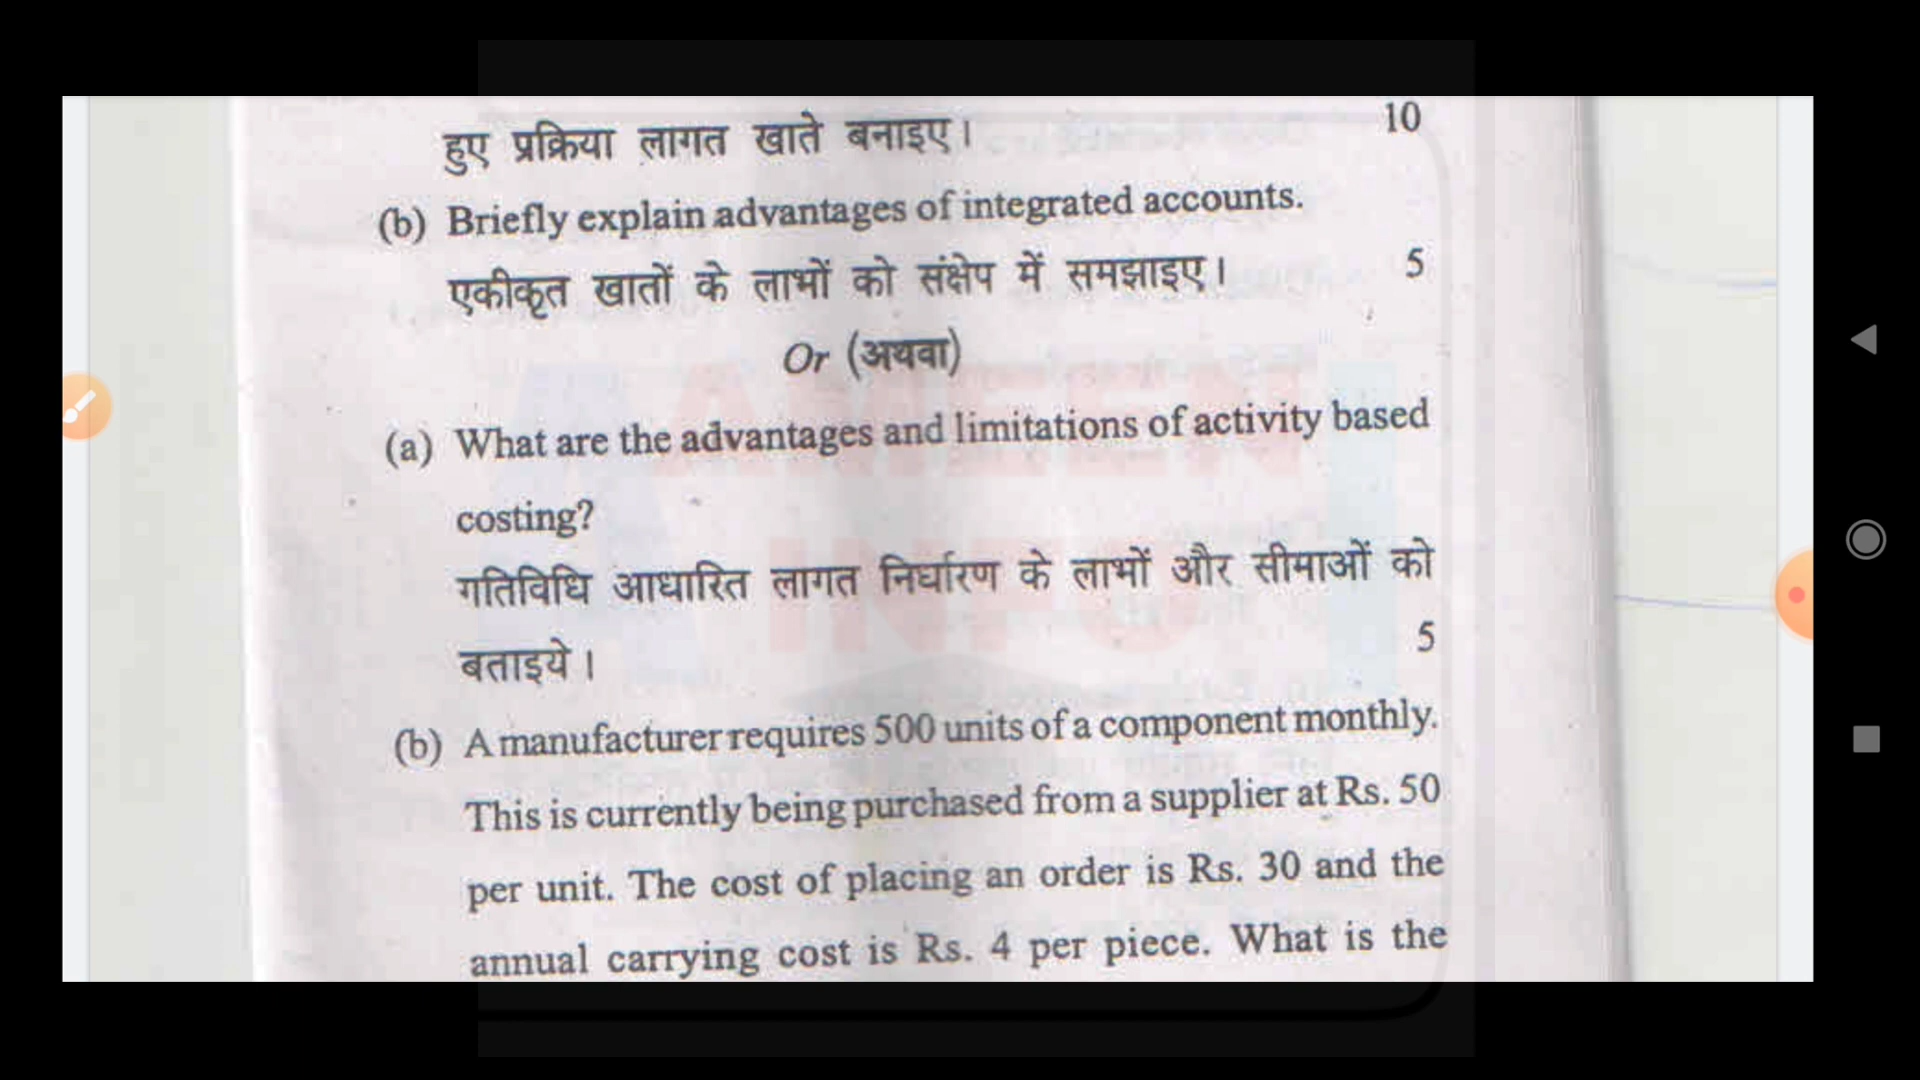 हुए प्रक्रिया लागत खाते बनाइए। 10
(b) Briefly explain advantages of integrated accounts.
एकीकृत खातों के लाभों को संक्षेप में समझाइए। 5
Or (अथवा)
(a) What are the advantages and limitations of activity based
costing?
गतिविधि आधारित लागत निर्धारण के लाभों और सीमाओं को
बताइये। 5
(b) A manufacturer requires 500 units of a component monthly.
This is currently being purchased from a supplier at Rs. 50
per unit. The cost of placing an order is Rs. 30 and the
annual carrying cost is Rs. 4 per piece. What is the
AMEEN
INFO